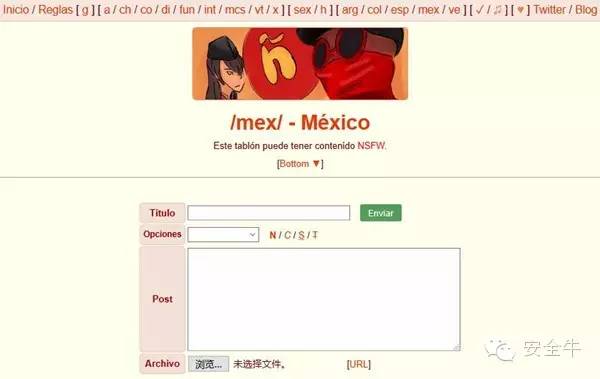 Inicio / Reglas [ g ] [ a / ch / co / di / fun / int / mcs / vt / x ] [ sex / h ] [ arg / col / esp / mex / ve ] [ ✓ / ♫ ] [ ♥ ] Twitter / Blog
ñ
/mex/ - México
Este tablón puede tener contenido NSFW.
[Bottom ▼]
Título
Enviar
Opciones
N / C / S / T
Post
Archivo
浏览...
未选择文件。
[URL]
安全牛